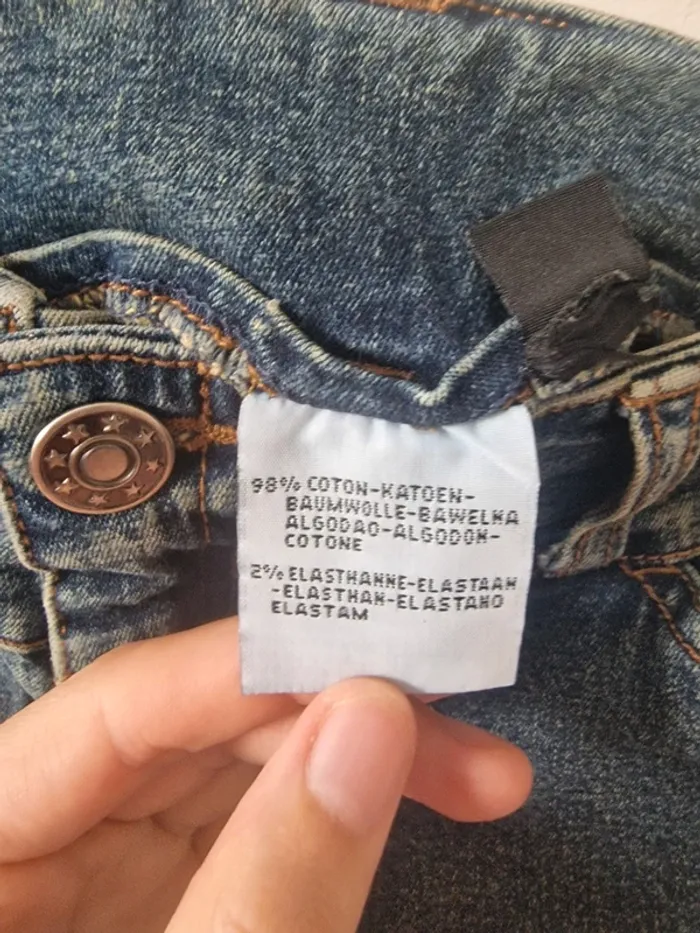 98% COTON-KATOEN-
BAUMWOLLE-BAWELNA
ALGODAO-ALGODON-
COTONE
2% ELASTHANNE-ELASTAAN
-ELASTHAN-ELASTANO
ELASTAM